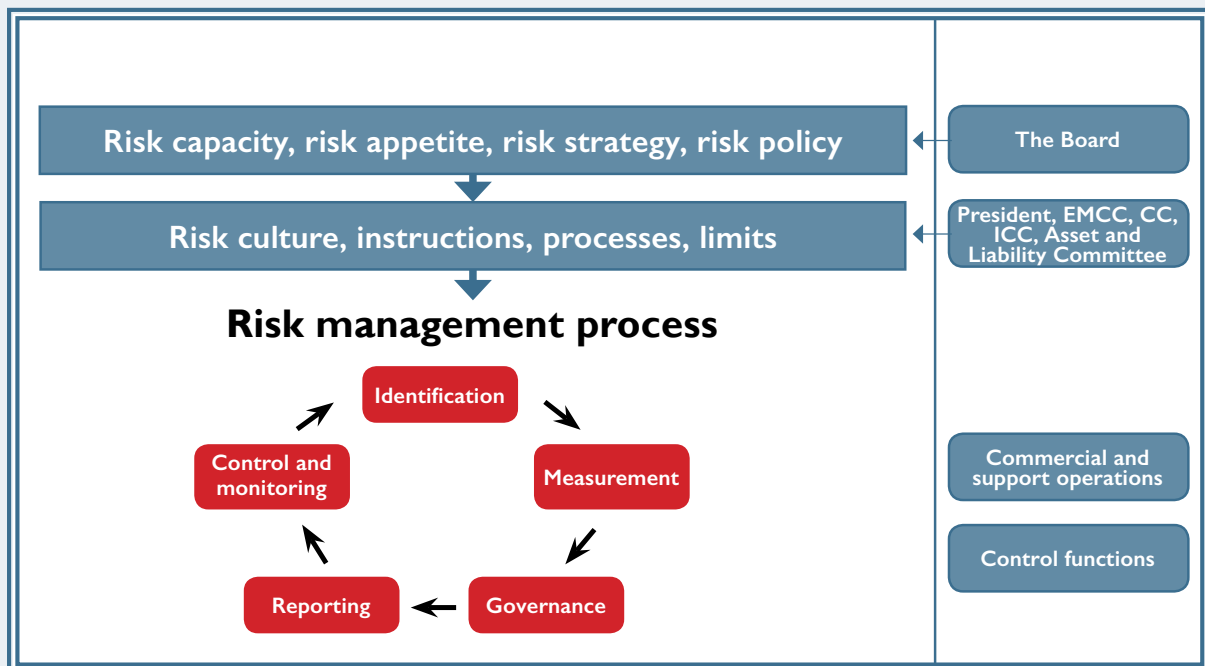 Risk capacity, risk appetite, risk strategy, risk policy
The Board
Risk culture, instructions, processes, limits
President, EMCC, CC,
ICC, Asset and
Liability Committee
Risk management process
Identification
Measurement
Governance
Reporting
Control and
monitoring
Commercial and
support operations
Control functions